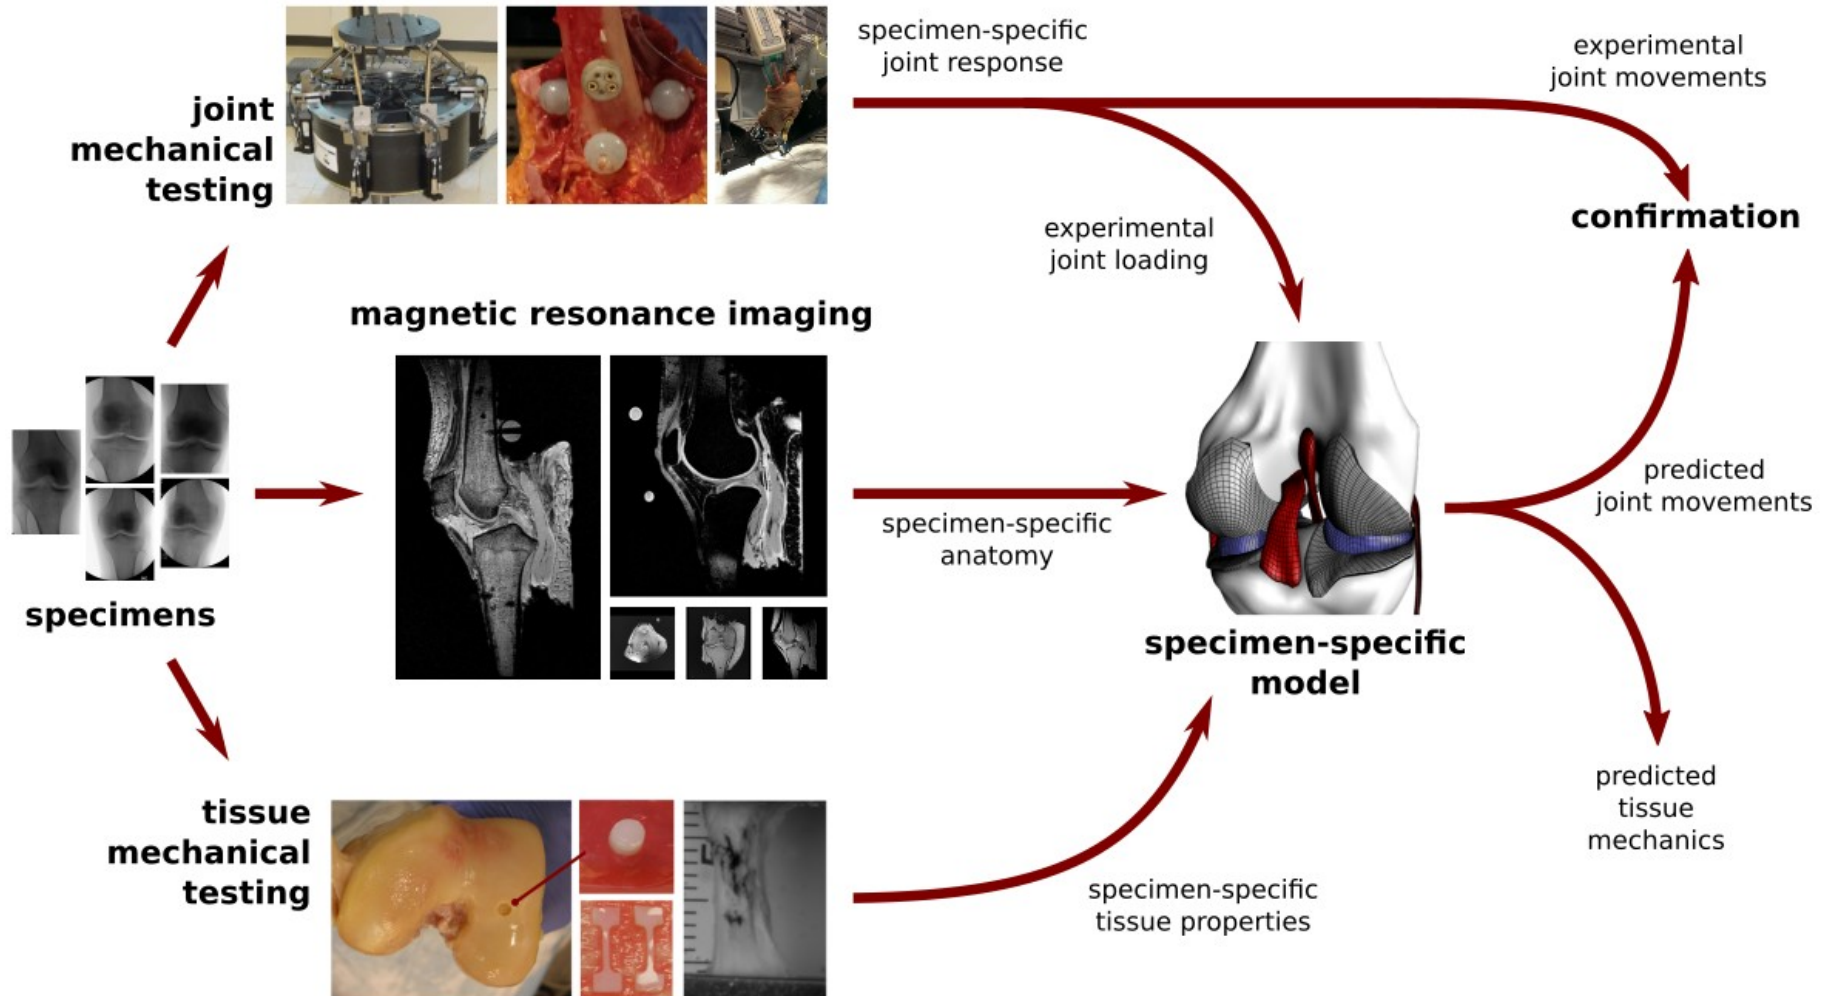 specimen-specific
joint response
experimental
joint movements
joint
mechanical
testing
confirmation
experimental
joint loading
magnetic resonance imaging
predicted
joint movements
specimen-specific
anatomy
specimens
specimen-specific
model
predicted
tissue
mechanics
tissue
mechanical
testing
specimen-specific
tissue properties